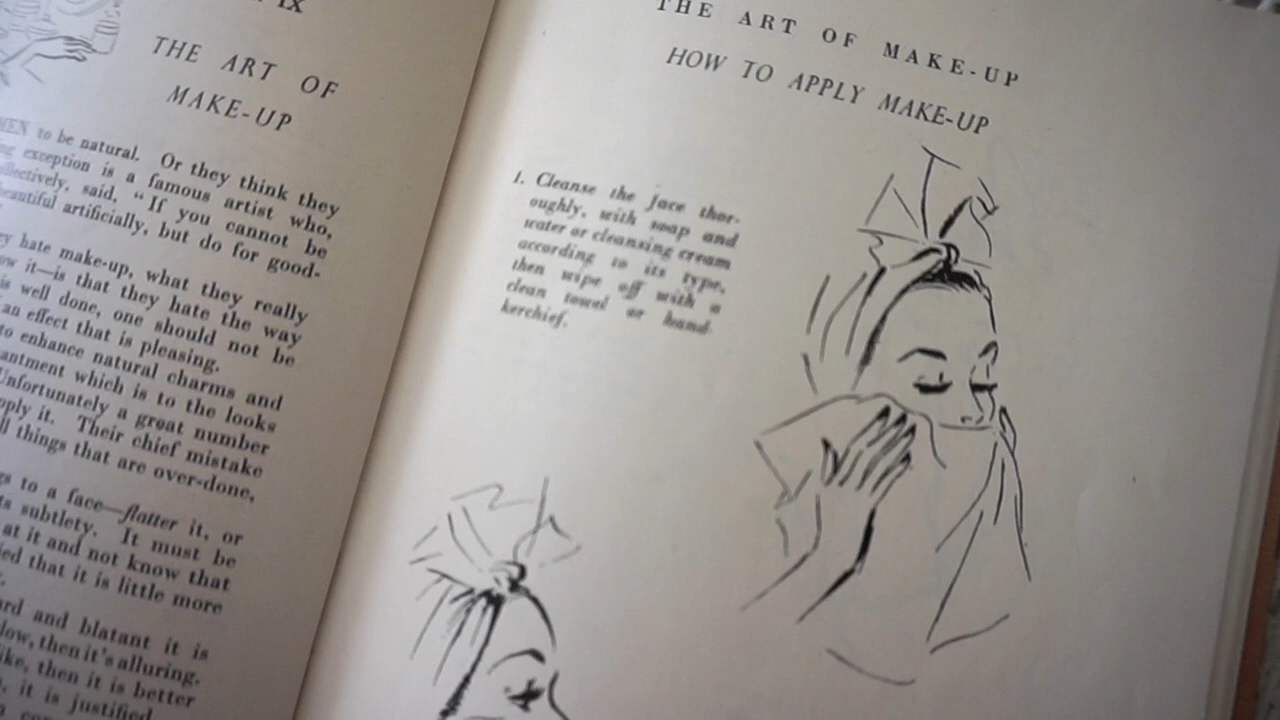 IX
THE ART OF
MAKE-UP
to be natural. Or they think they
exception is a famous artist who,
said, "If you cannot be
beautiful artificially, but do for good-
hate make-up, what they really
it—is that they hate the way
is well done, one should not be
an effect that is pleasing.
to enhance natural charms and
which is to the looks
Unfortunately a great number
it. Their chief mistake
things that are over-done,
to a face—flatter it, or
subtlety. It must be
at it and not know that
that it is little more
and blatant it is
then it's alluring.
then it is better
it is justified
THE ART OF MAKE-UP
HOW TO APPLY MAKE-UP
1. Cleanse the face thor-
oughly, with soap and
water or cleansing cream
according to its type,
then wipe off with a
clean towel or hand-
kerchief.